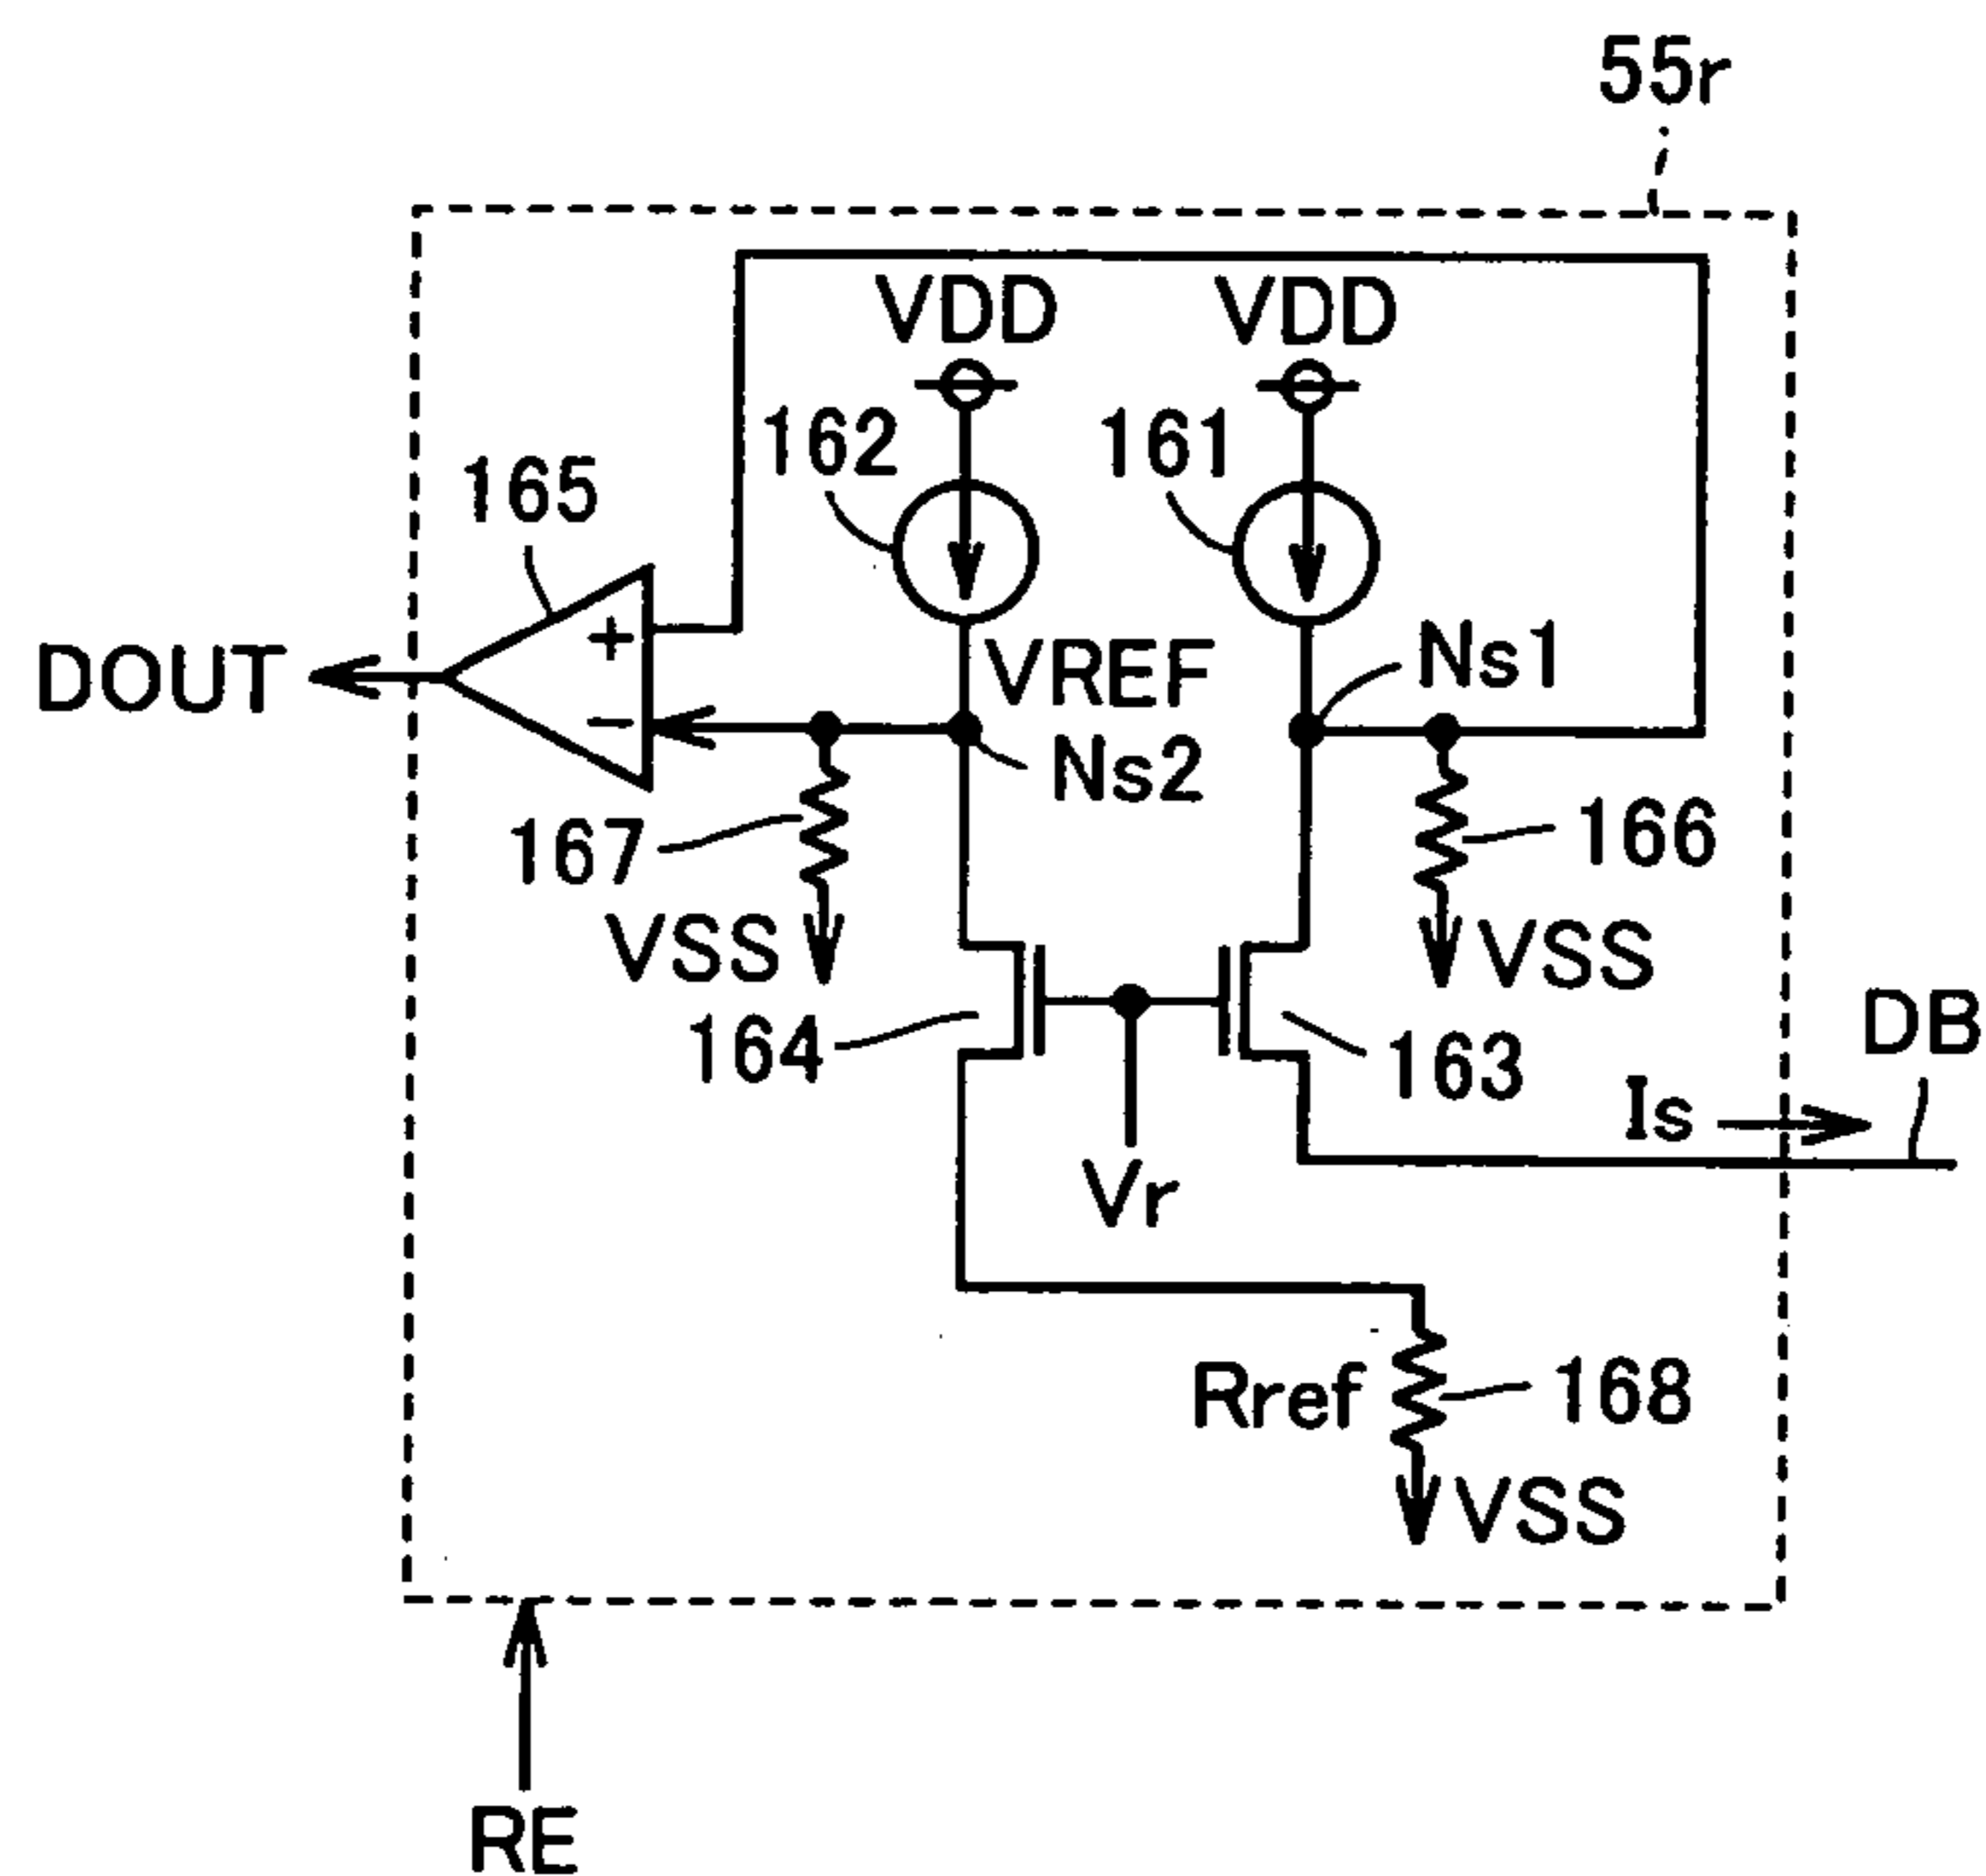 55r
VDD
VDD
162
161
165
DOUT
+
−
VREF
Ns1
Ns2
167
166
VSS
VSS
164
163
DB
Is
Vr
Rref
168
VSS
RE